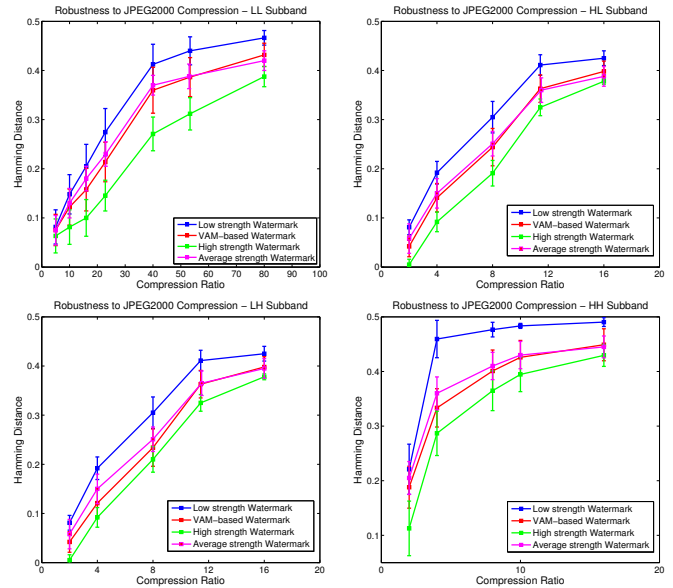 Robustness to JPEG2000 Compression – LL Subband
0.5
0.4
0.3
0.2
0.1
0
Hamming Distance
Low strength Watermark
VAM-based Watermark
High strength Watermark
Average strength Watermark
0 10 20 30 40 50 60 70 80 90 100
Compression Ratio
Robustness to JPEG2000 Compression – HL Subband
0.5
0.4
0.3
0.2
0.1
0
Hamming Distance
Low strength Watermark
VAM-based Watermark
High strength Watermark
Average strength Watermark
0 4 8 12 16 20
Compression Ratio
Robustness to JPEG2000 Compression – LH Subband
0.5
0.4
0.3
0.2
0.1
0
Hamming Distance
Low strength Watermark
VAM-based Watermark
High strength Watermark
Average strength Watermark
0 4 8 12 16 20
Compression Ratio
Robustness to JPEG2000 Compression – HH Subband
0.5
0.4
0.3
0.2
0.1
Hamming Distance
Low strength Watermark
VAM-based Watermark
High strength Watermark
Average strength Watermark
0 4 8 12 16 20
Compression Ratio